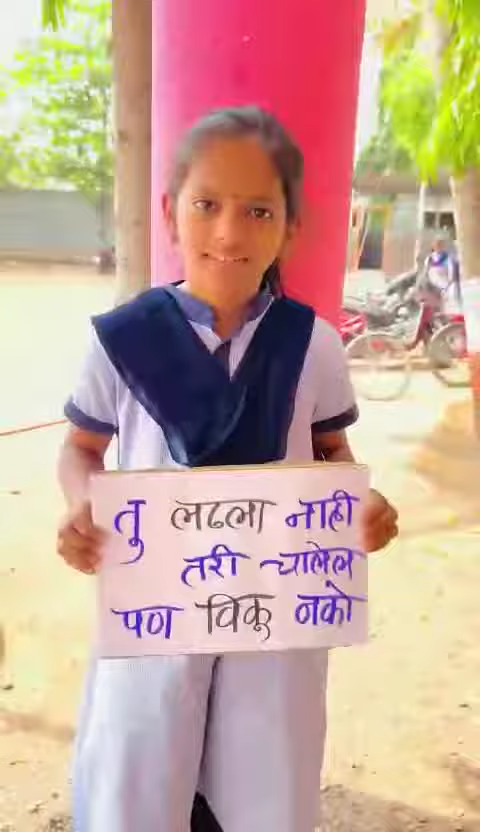 तु लढला नाही
तरी चालेल
पण विकू नको